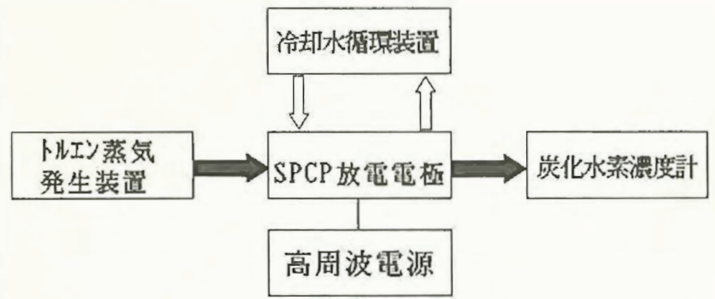 冷却水循環装置
ﾄﾙｴﾝ蒸気
発生装置
SPCP放電電極
炭化水素濃度計
高周波電源